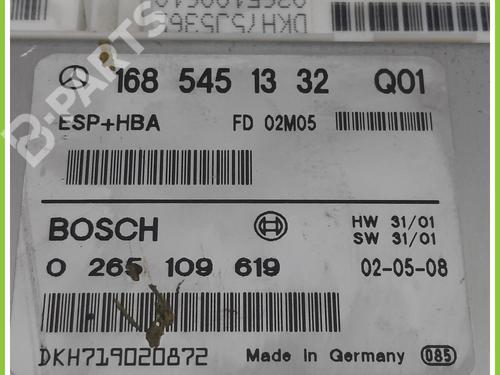 DKH75J5362
B-PARTS
168 545 13 32 Q01
ESP+HBA FD 02M05
BOSCH HW 31/01
SW 31/01
0 265 109 619 02-05-08
DKH719020872 Made in Germany 085